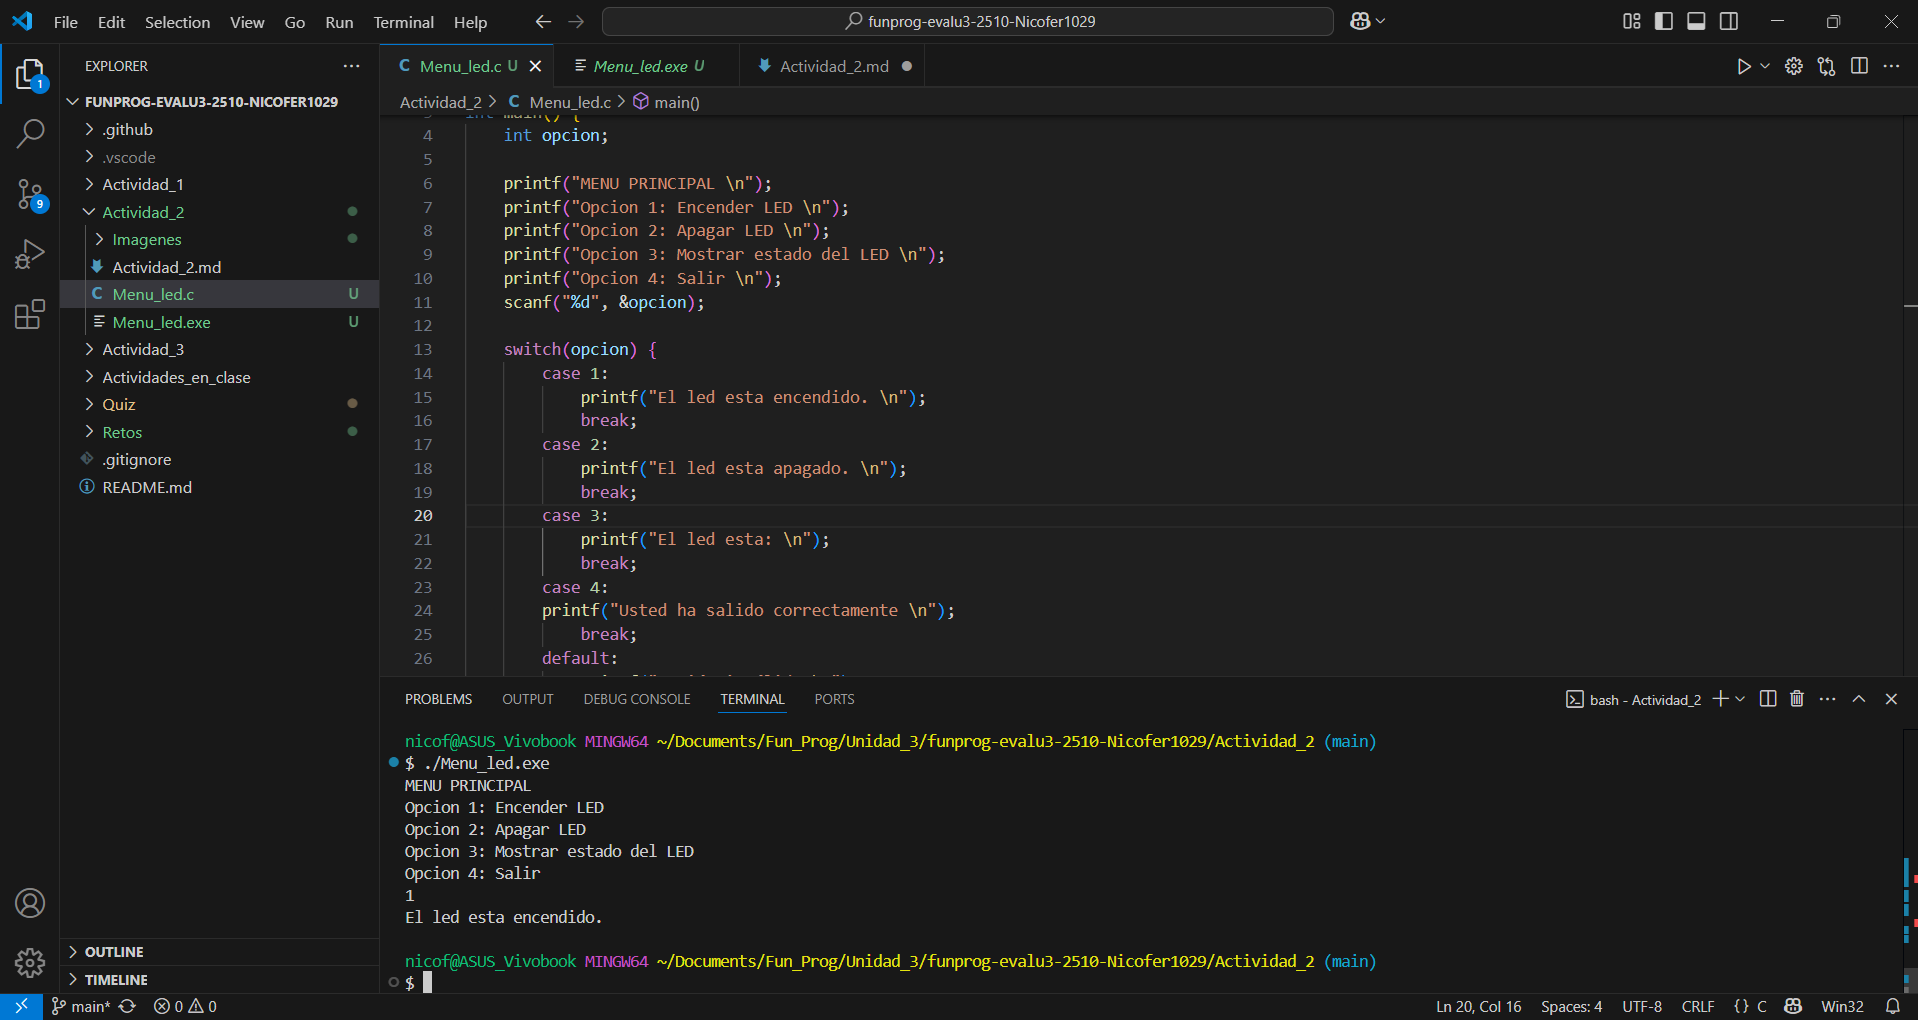 File Edit Selection View Go Run Terminal Help
funprog-evalu3-2510-Nicofer1029
EXPLORER
1
FUNPROG-EVALU3-2510-NICOFER1029
.github
.vscode
Actividad_1
9
Actividad_2
Imagenes
Actividad_2.md
C Menu_led.c U
Menu_led.exe U
Actividad_3
Actividades_en_clase
Quiz
Retos
.gitignore
README.md
OUTLINE
TIMELINE
C Menu_led.c U
Menu_led.exe U
Actividad_2.md
Actividad_2 > C Menu_led.c > main()
int main() {
4 int opcion;
5
6 printf("MENU PRINCIPAL \n");
7 printf("Opcion 1: Encender LED \n");
8 printf("Opcion 2: Apagar LED \n");
9 printf("Opcion 3: Mostrar estado del LED \n");
10 printf("Opcion 4: Salir \n");
11 scanf("%d", &opcion);
12
13 switch(opcion) {
14 case 1:
15 printf("El led esta encendido. \n");
16 break;
17 case 2:
18 printf("El led esta apagado. \n");
19 break;
20 case 3:
21 printf("El led esta: \n");
22 break;
23 case 4:
24 printf("Usted ha salido correctamente \n");
25 break;
26 default:
PROBLEMS OUTPUT DEBUG CONSOLE TERMINAL PORTS
bash - Actividad_2
nicof@ASUS_Vivobook MINGW64 ~/Documents/Fun_Prog/Unidad_3/funprog-evalu3-2510-Nicofer1029/Actividad_2 (main)
$ ./Menu_led.exe
MENU PRINCIPAL
Opcion 1: Encender LED
Opcion 2: Apagar LED
Opcion 3: Mostrar estado del LED
Opcion 4: Salir
1
El led esta encendido.
nicof@ASUS_Vivobook MINGW64 ~/Documents/Fun_Prog/Unidad_3/funprog-evalu3-2510-Nicofer1029/Actividad_2 (main)
$
main* 0 0
Ln 20, Col 16 Spaces: 4 UTF-8 CRLF {} C Win32